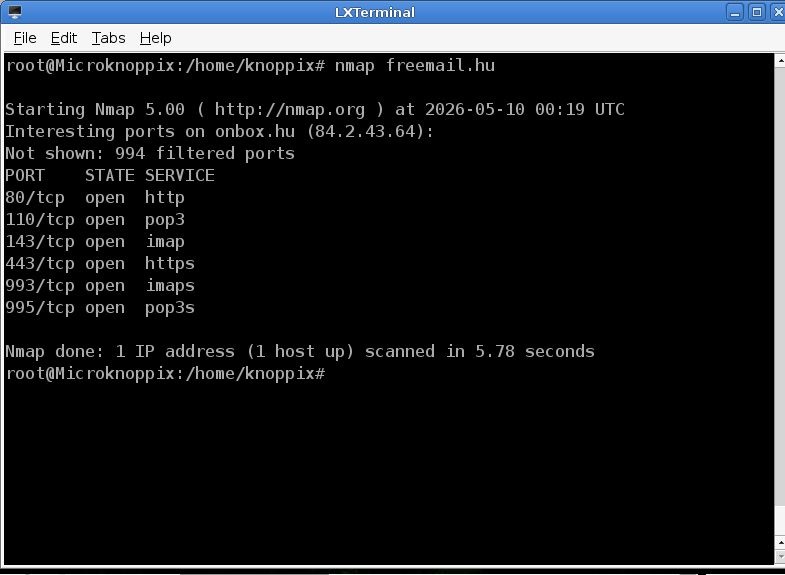 LXTerminal
File Edit Tabs Help
root@Microknoppix:/home/knoppix# nmap freemail.hu
Starting Nmap 5.00 ( http://nmap.org ) at 2026-05-10 00:19 UTC
Interesting ports on onbox.hu (84.2.43.64):
Not shown: 994 filtered ports
PORT    STATE SERVICE
80/tcp  open  http
110/tcp open  pop3
143/tcp open  imap
443/tcp open  https
993/tcp open  imaps
995/tcp open  pop3s
Nmap done: 1 IP address (1 host up) scanned in 5.78 seconds
root@Microknoppix:/home/knoppix#